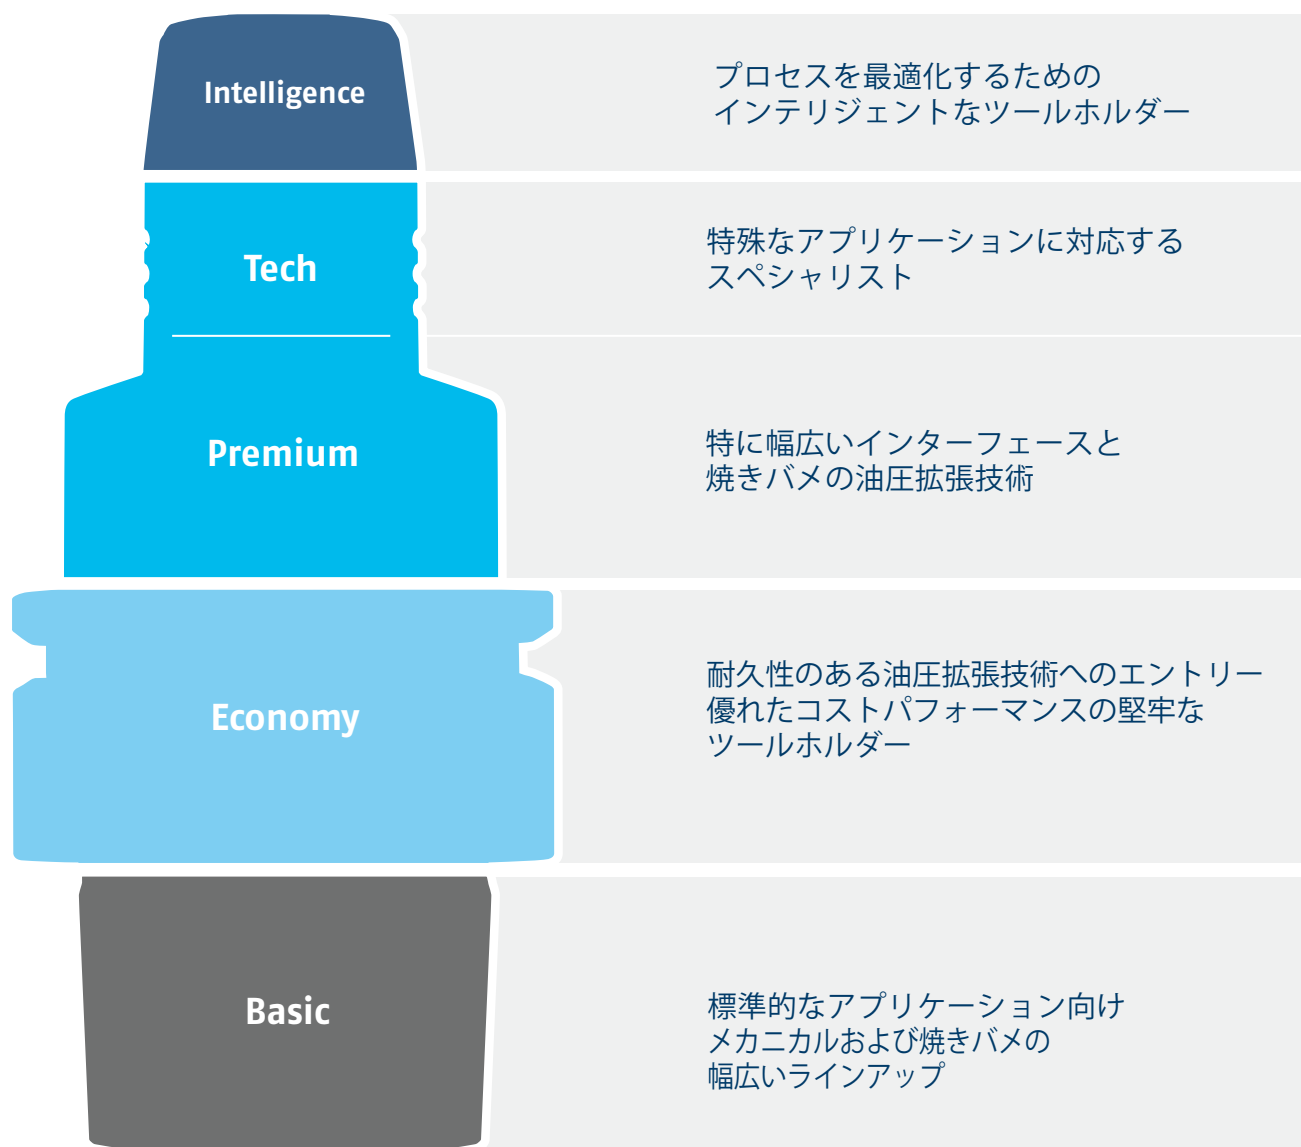 Intelligence
プロセスを最適化するための
インテリジェントなツールホルダー
Tech
特殊なアプリケーションに対応する
スペシャリスト
Premium
特に幅広いインターフェースと
焼きバメの油圧拡張技術
Economy
耐久性のある油圧拡張技術へのエントリー
優れたコストパフォーマンスの堅牢な
ツールホルダー
Basic
標準的なアプリケーション向け
メカニカルおよび焼きバメの
幅広いラインアップ